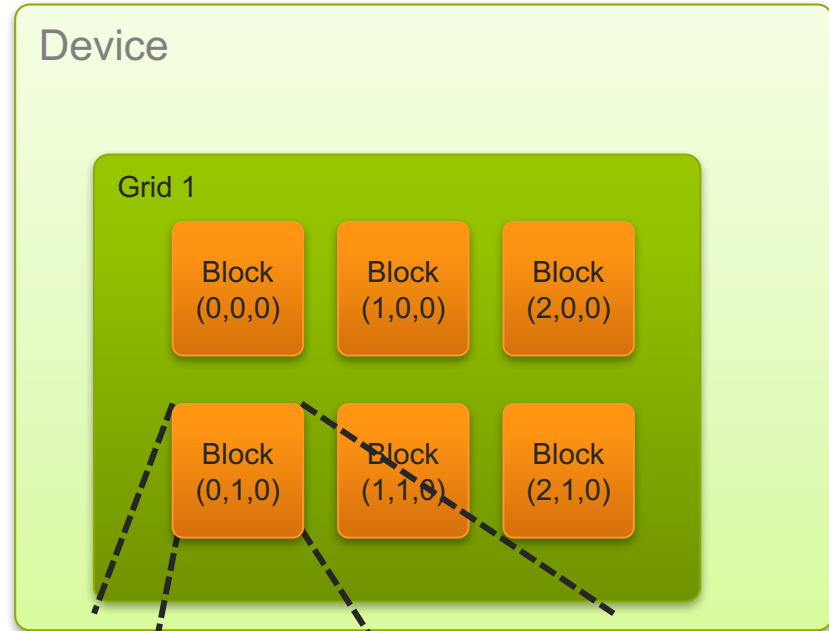 Device
Grid 1
Block
(0,0,0)
Block
(1,0,0)
Block
(2,0,0)
Block
(0,1,0)
Block
(1,1,0)
Block
(2,1,0)